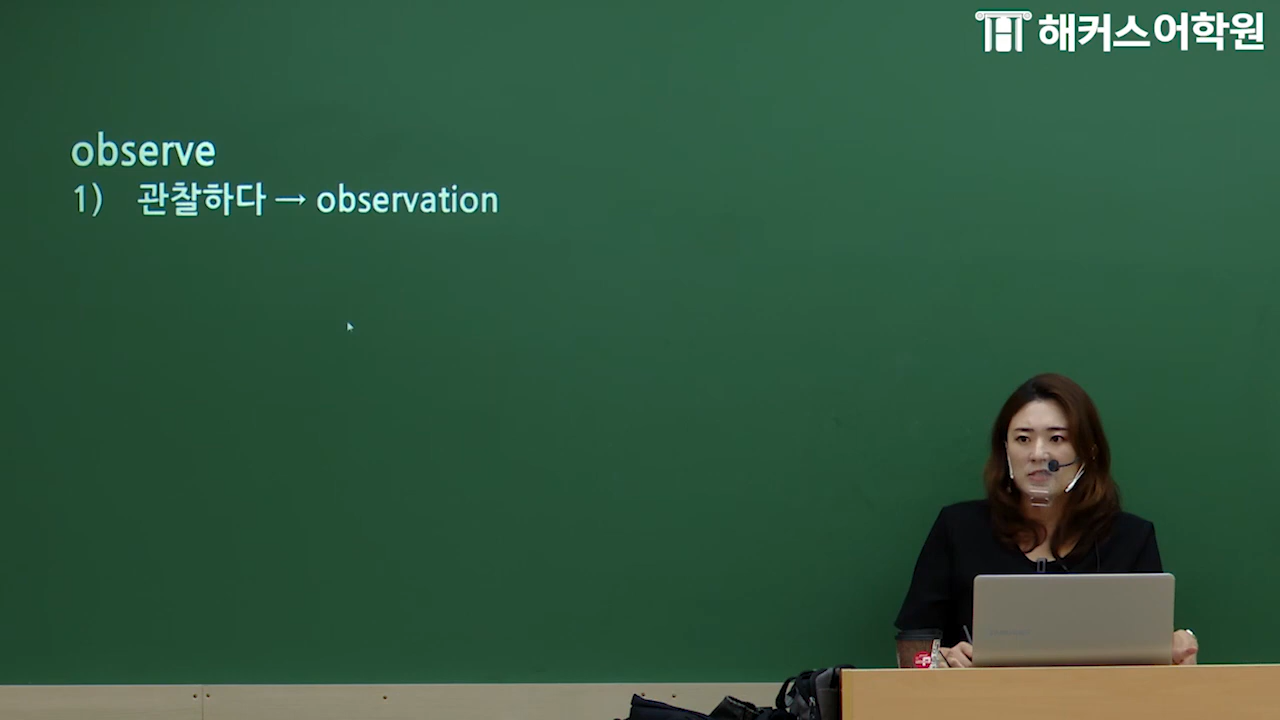 해커스어학원
observe
1) 관찰하다 → observation